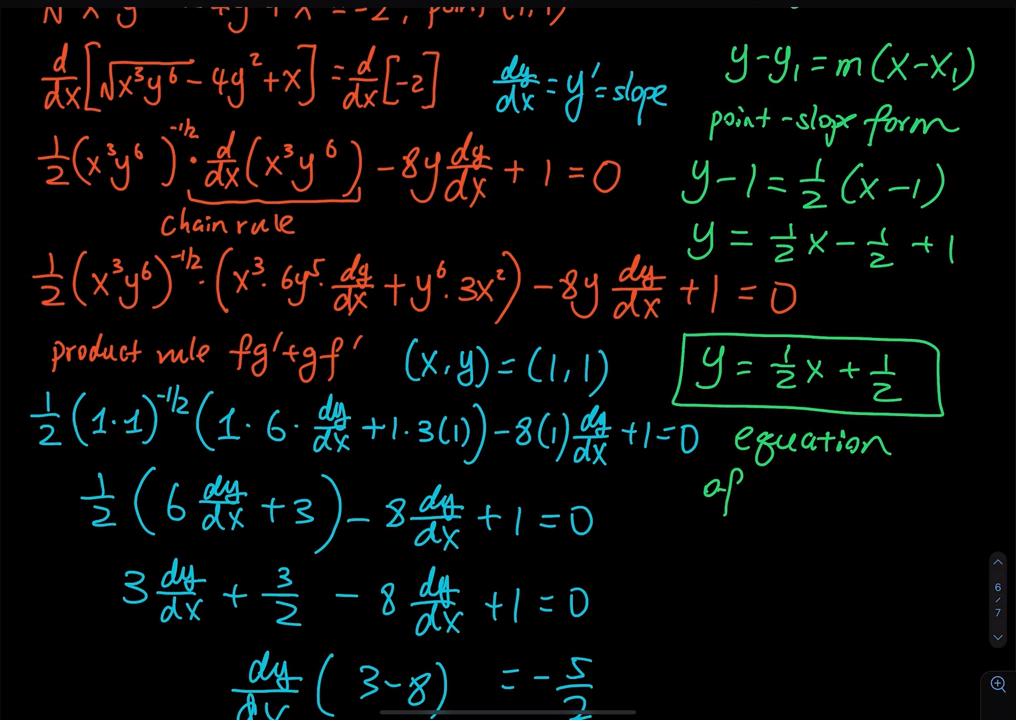 d/dx[√(x³y⁶) - 4y² + x] = d/dx[-2]
dy/dx = y' = slope
1/2(x³y⁶)^(-1/2) · d/dx(x³y⁶) - 8y dy/dx + 1 = 0
chain rule
1/2(x³y⁶)^(-1/2) · (x³ · 6y⁵ · dy/dx + y⁶ · 3x²) - 8y dy/dx + 1 = 0
product rule fg' + gf'
(x, y) = (1, 1)
1/2(1·1)^(-1/2) (1 · 6 · dy/dx + 1 · 3(1)) - 8(1) dy/dx + 1 = 0
1/2(6 dy/dx + 3) - 8 dy/dx + 1 = 0
3 dy/dx + 3/2 - 8 dy/dx + 1 = 0
dy/dx (3 - 8) = -5/2
y - y₁ = m(x - x₁)
point-slope form
y - 1 = 1/2(x - 1)
y = 1/2 x - 1/2 + 1
y = 1/2 x + 1/2
equation
of
6
/
7